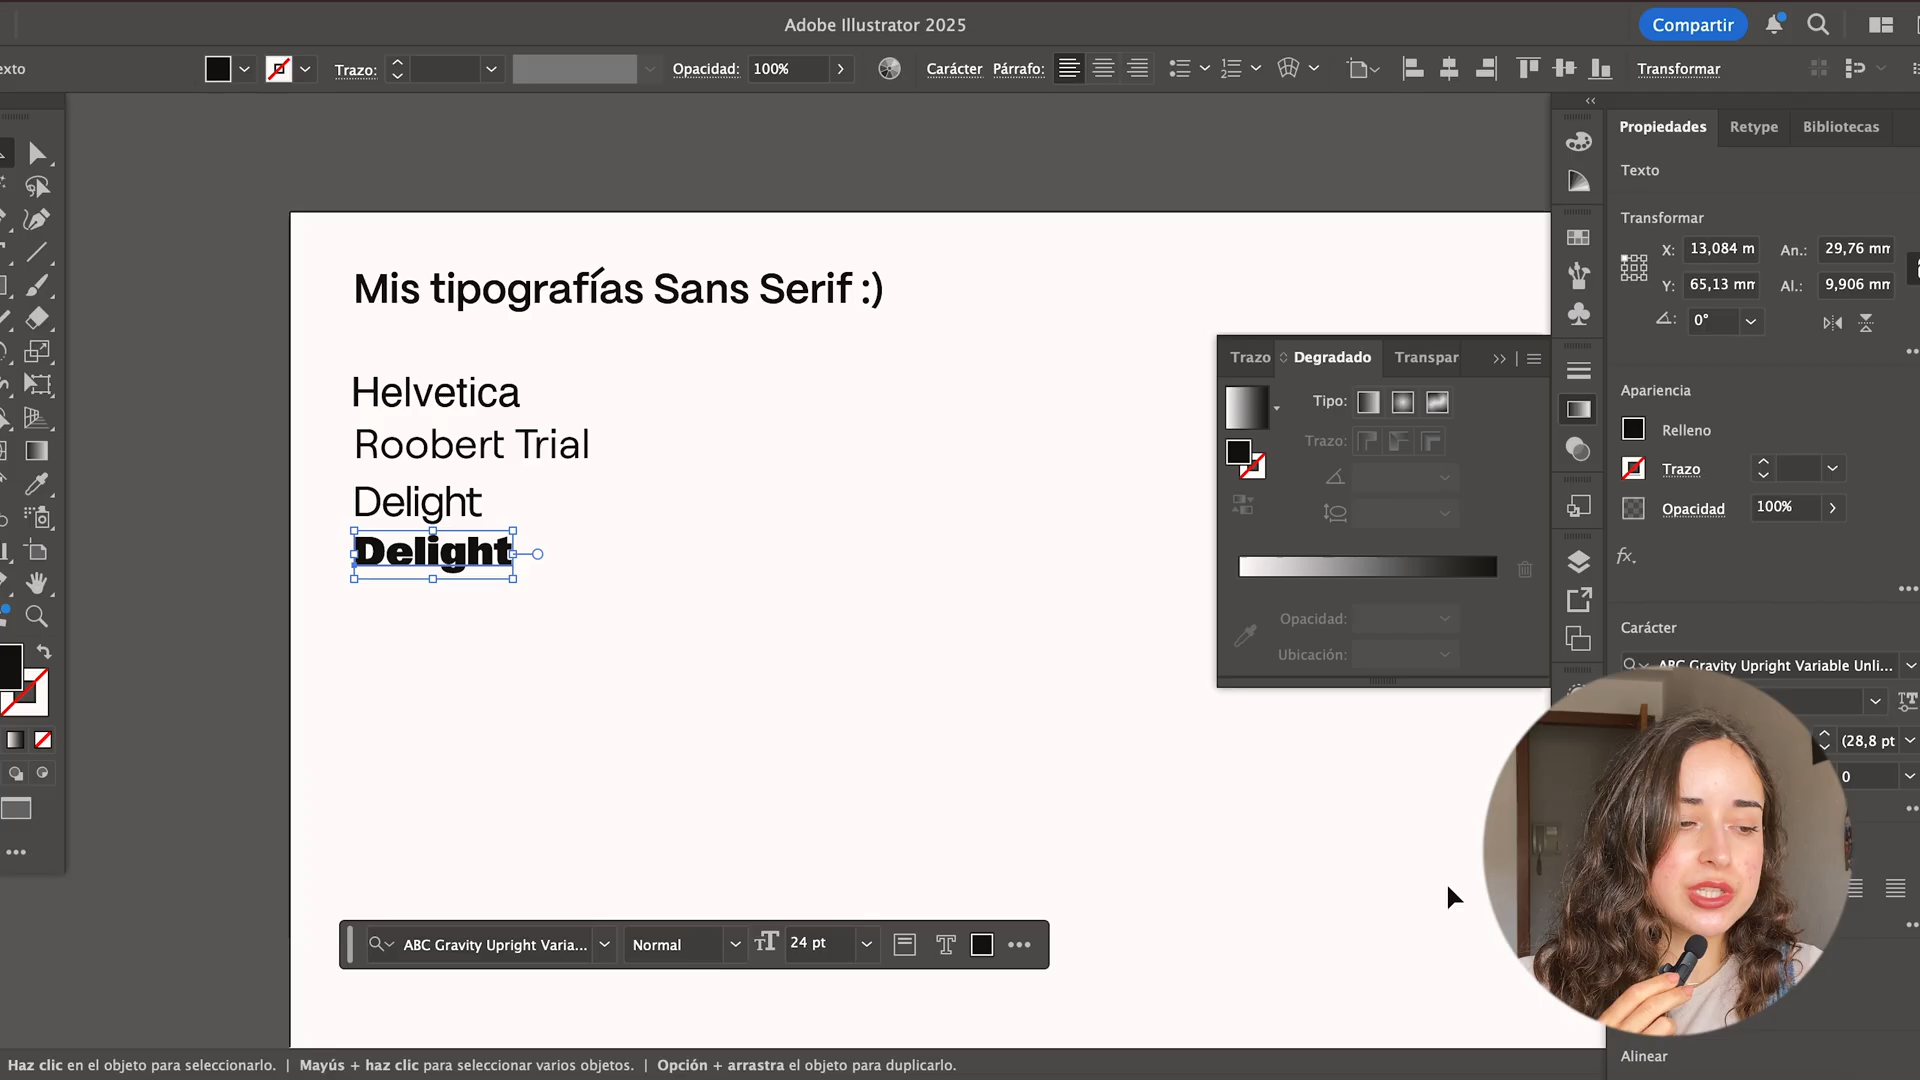 Adobe Illustrator 2025
Compartir
exto
Trazo:
Opacidad: 100%
Carácter Párrafo:
Transformar
Propiedades Retype Bibliotecas
Texto
Transformar
X: 13,084 m An.: 29,76 mm
Y: 65,13 mm Al.: 9,906 mm
0°
Apariencia
Relleno
Trazo
Opacidad 100%
fx.
Carácter
ABC Gravity Upright Variable Unli...
(28,8 pt
0
Alinear
Mis tipografías Sans Serif :)
Helvetica
Roobert Trial
Delight
Delight
Trazo Degradado Transpar
Tipo:
Trazo:
Opacidad:
Ubicación:
ABC Gravity Upright Varia... Normal 24 pt
Haz clic en el objeto para seleccionarlo. | Mayús + haz clic para seleccionar varios objetos. | Opción + arrastra el objeto para duplicarlo.